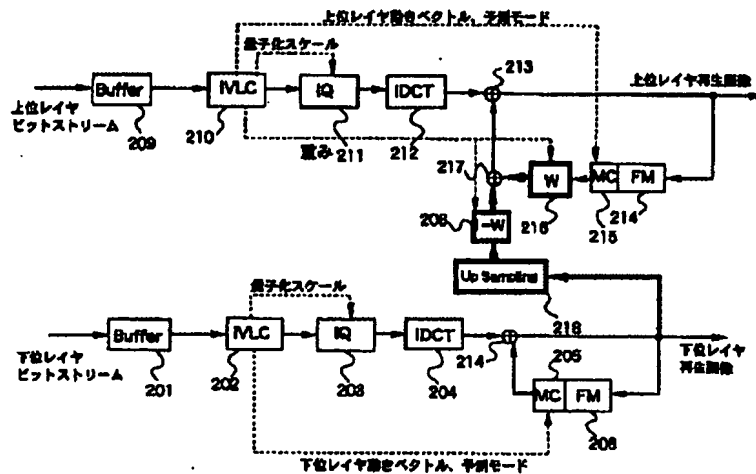 上位レイヤ動きベクトル、予測モード
量子化スケール
213
上位レイヤ再生画像
Buffer
IVLC
IQ
IDCT
上位レイヤ
ビットストリーム
209
210
重み
211
212
217
W
MC
FM
214
215
216
208
1-W
Up Sampling
218
量子化スケール
Buffer
IVLC
IQ
IDCT
下位レイヤ
ビットストリーム
201
202
203
204
214
205
下位レイヤ
再生画像
MC
FM
206
下位レイヤ動きベクトル、予測モード